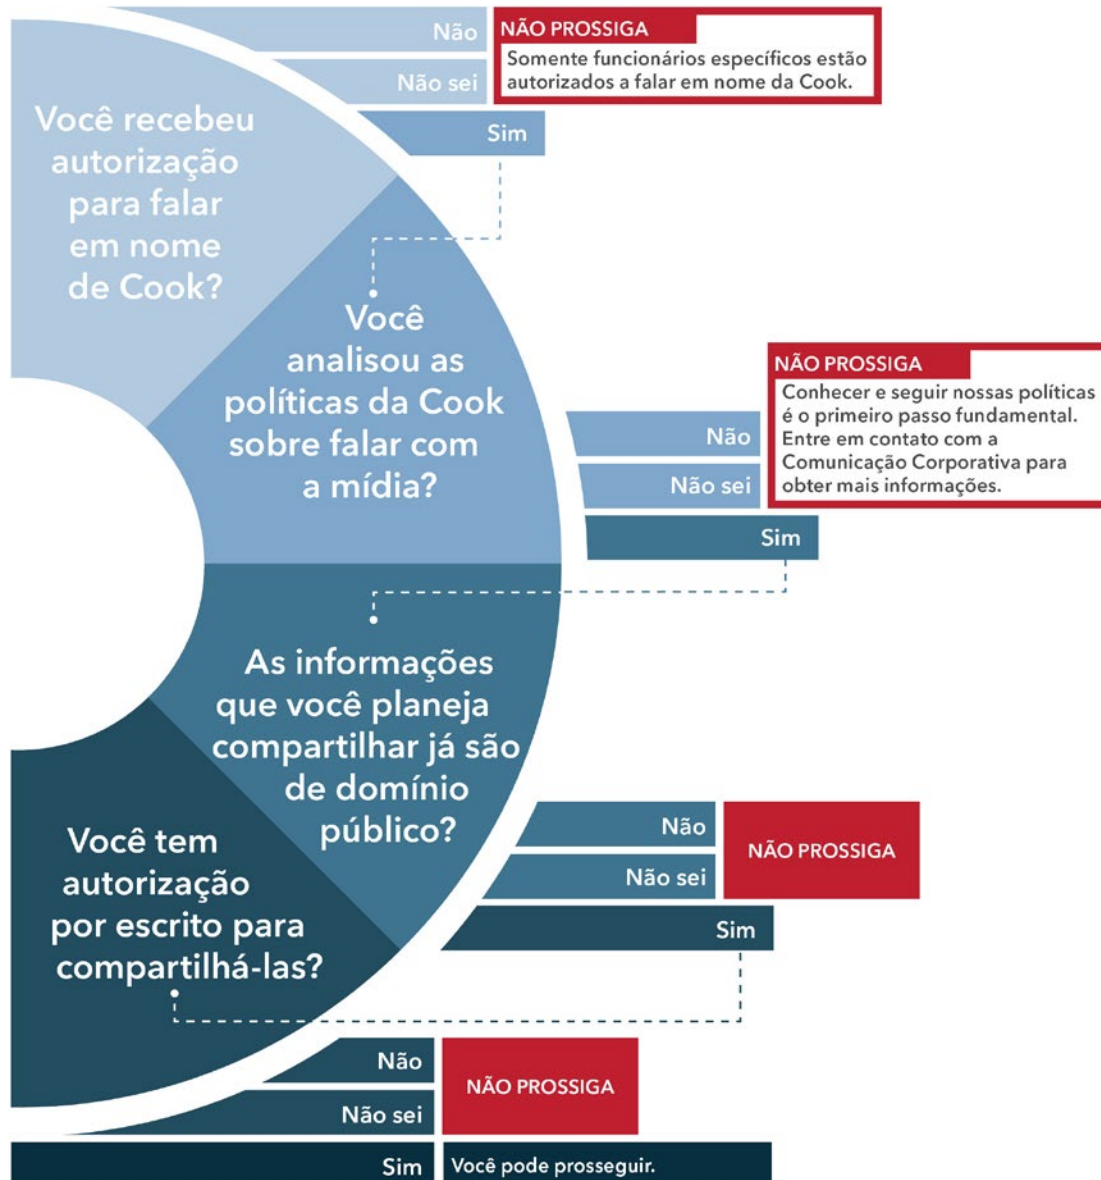 Você recebeu
autorização
para falar
em nome
de Cook?
Não
Não sei
NÃO PROSSIGA
Somente funcionários específicos estão
autorizados a falar em nome da Cook.
Sim
Você
analisou as
políticas da Cook
sobre falar com
a mídia?
Não
Não sei
NÃO PROSSIGA
Conhecer e seguir nossas políticas
é o primeiro passo fundamental.
Entre em contato com a
Comunicação Corporativa para
obter mais informações.
Sim
As informações
que você planeja
compartilhar já são
de domínio
público?
Não
Não sei
NÃO PROSSIGA
Sim
Você tem
autorização
por escrito para
compartilhá-las?
Não
Não sei
NÃO PROSSIGA
Sim
Você pode prosseguir.